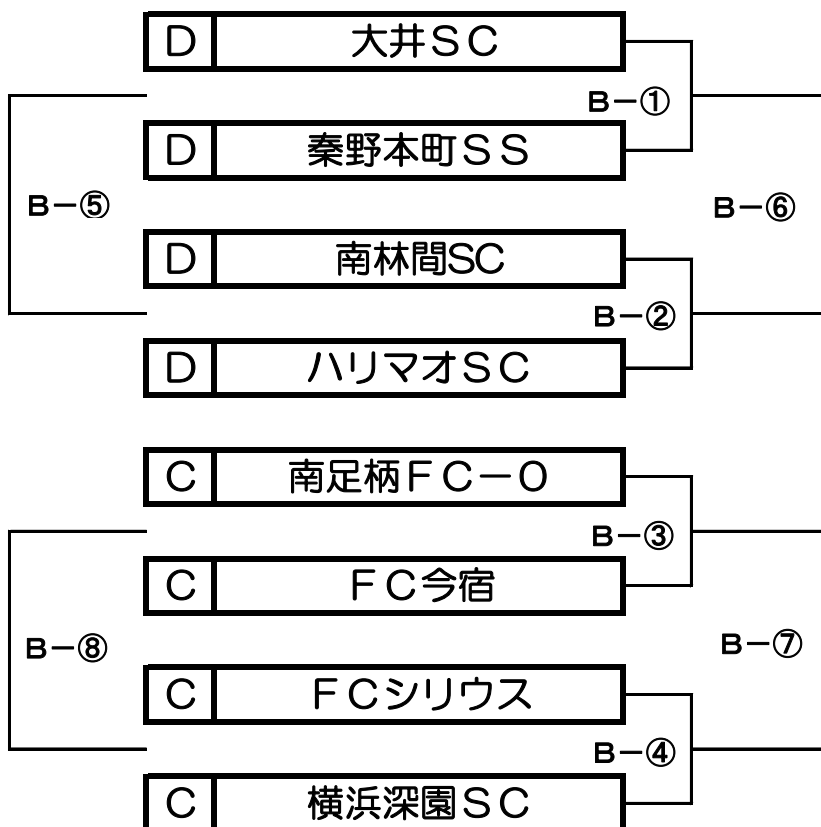 D 大井ＳＣ
B－①
D 秦野本町ＳＳ
B－⑤
B－⑥
D 南林間SC
B－②
D ハリマオＳＣ
C 南足柄ＦＣ－Ｏ
B－③
C ＦＣ今宿
B－⑧
B－⑦
C ＦＣシリウス
B－④
C 横浜深園ＳＣ